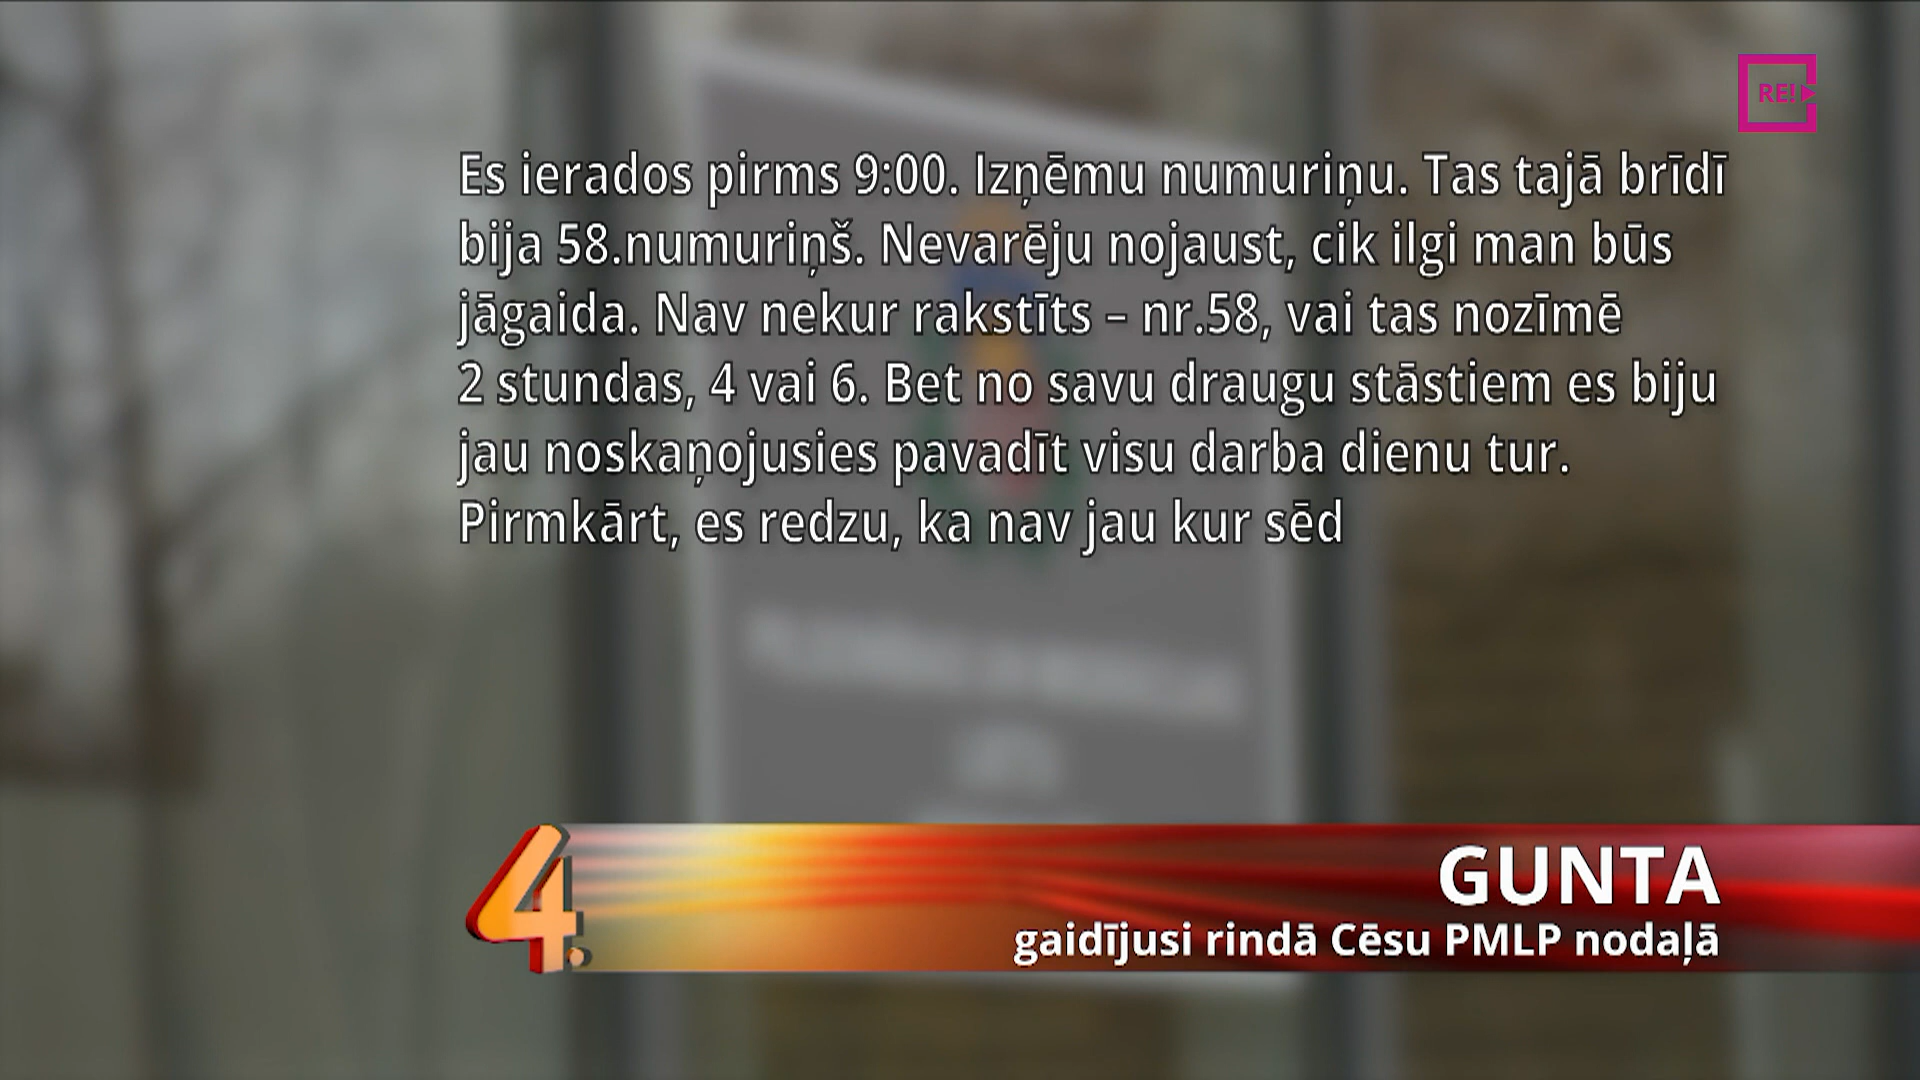 RE!
Es ierados pirms 9:00. Izņēmu numuriņu. Tas tajā brīdī
bija 58.numuriņš. Nevarēju nojaust, cik ilgi man būs
jāgaida. Nav nekur rakstīts – nr.58, vai tas nozīmē
2 stundas, 4 vai 6. Bet no savu draugu stāstiem es biju
jau noskaņojusies pavadīt visu darba dienu tur.
Pirmkārt, es redzu, ka nav jau kur sēd
4.
GUNTA
gaidījusi rindā Cēsu PMLP nodaļā